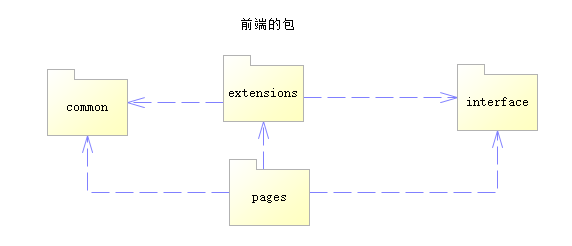 前端的包
common
extensions
interface
pages